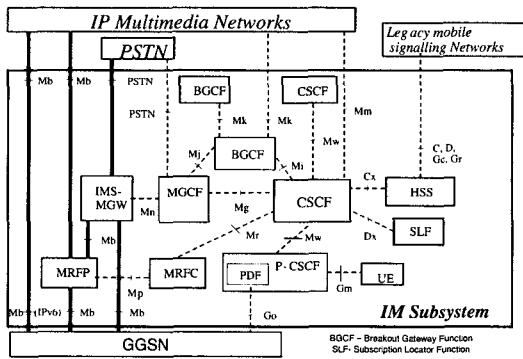 IP Multimedia Networks
PSTN
Legacy mobile
signalling Networks
Mb
Mb
PSTN
PSTN
BGCF
CSCF
Mm
Mk
Mk
Mw
C, D,
Gc, Gr
Mj
BGCF
Mi
Cx
IMS-
MGW
Mn
MGCF
Mg
CSCF
HSS
Mb
Mr
Mw
Dx
SLF
MRFP
Mp
MRFC
P-CSCF
PDF
Gm
UE
Mb
(IPv6)
Mb
Mb
Go
IM Subsystem
GGSN
BGCF – Breakout Gateway Function
SLF- Subscription Locator Function